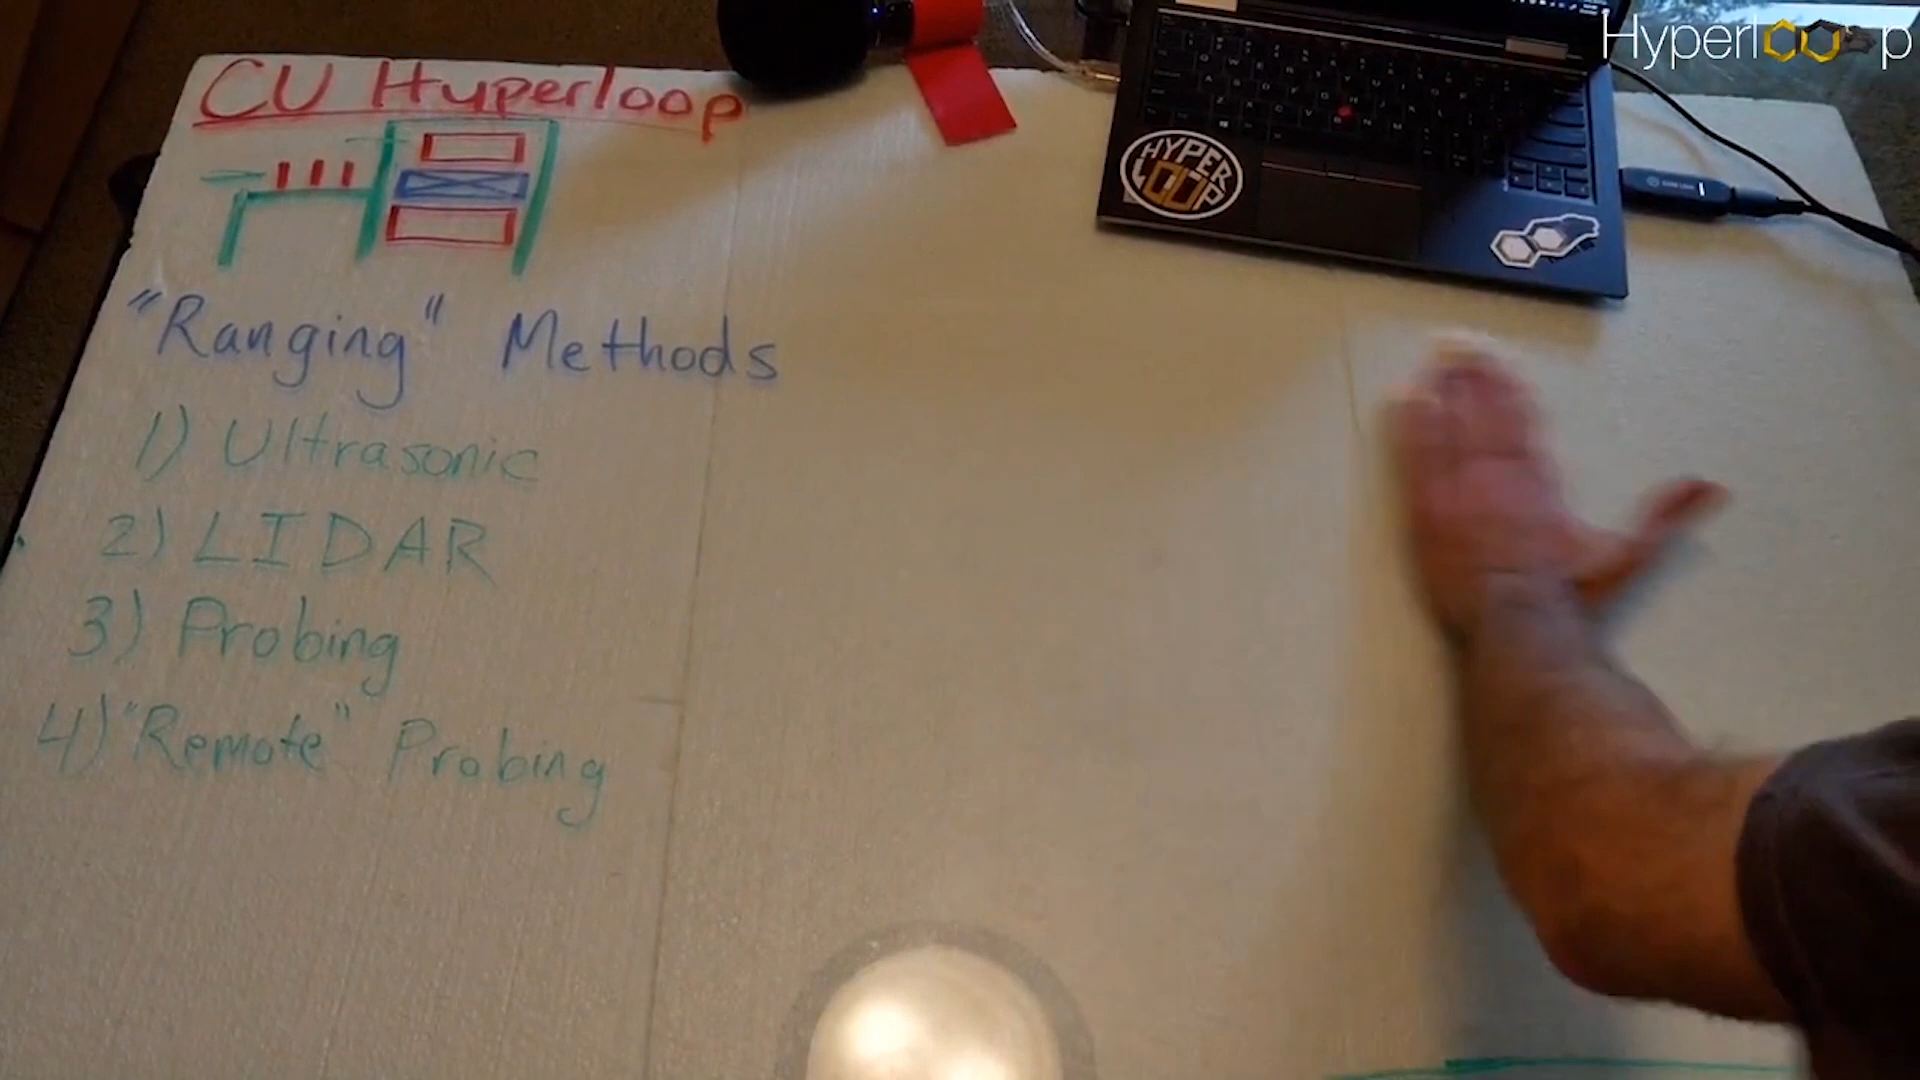 CU Hyperloop
"Ranging" Methods
1) Ultrasonic
2) LIDAR
3) Probing
4) "Remote" Probing
HYPER
LOOP
Hyperloop